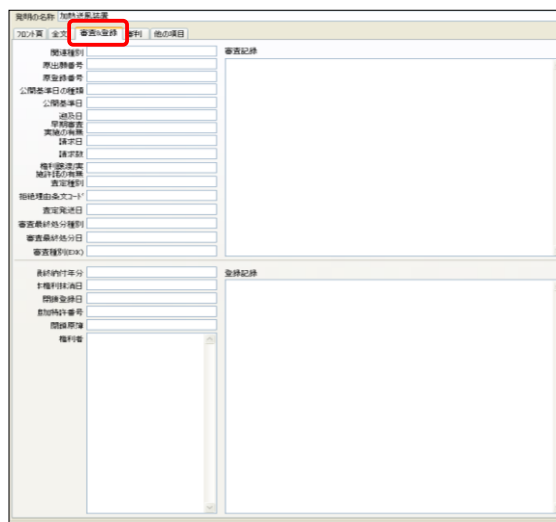 発明の名称 加熱送風装置
フロント頁 全文 審査&登録 審判 他の項目
関連種別
審査記録
原出願番号
原登録番号
公開基準日の種類
公開基準日
遡及日
早期審査
実施の有無
請求日
請求数
権利譲渡/実
施許諾の有無
査定種別
拒絶理由条文コード
査定発送日
審査最終処分種別
審査最終処分日
審査種別(IDK)
最終納付年分
登録記録
本権利抹消日
閉鎖登録日
追加特許番号
閉鎖原簿
権利者